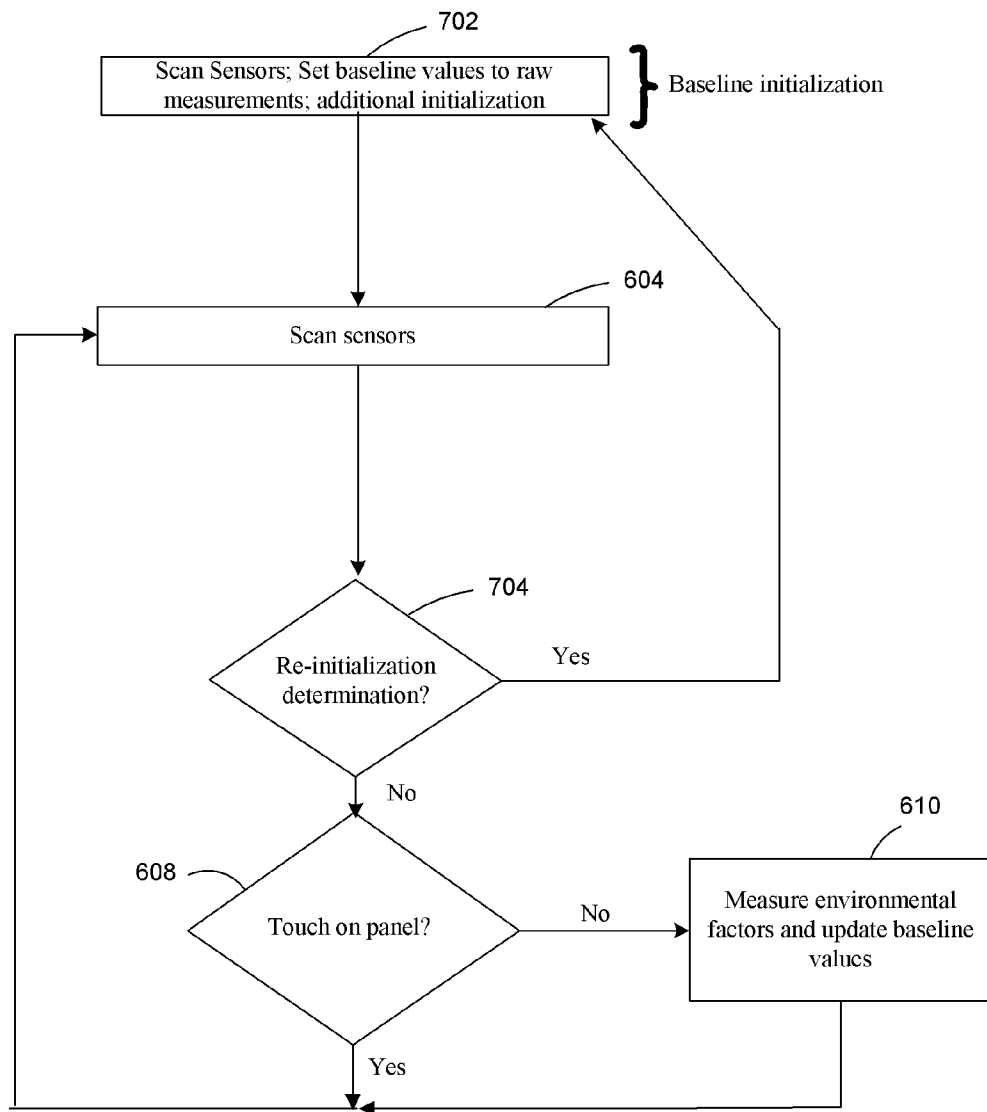 702
Scan Sensors; Set baseline values to raw
measurements; additional initialization
Baseline initialization
604
Scan sensors
704
Re-initialization
determination?
Yes
No
608
Touch on panel?
No
610
Measure environmental
factors and update baseline
values
Yes